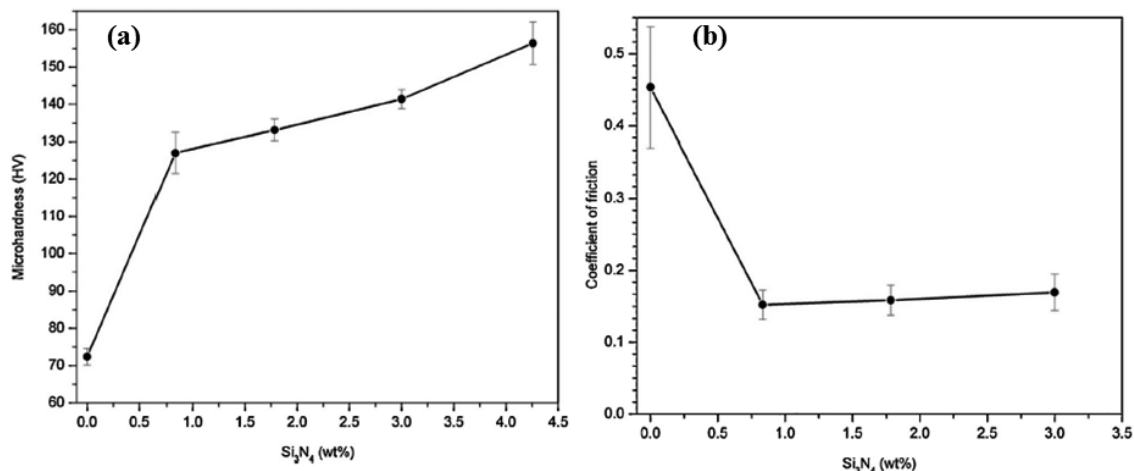 (a)
160
150
140
130
120
110
100
90
80
70
60
Microhardness (HV)
0.0 0.5 1.0 1.5 2.0 2.5 3.0 3.5 4.0 4.5
Si₃N₄ (wt%)
(b)
0.5
0.4
0.3
0.2
0.1
0.0
Coefficient of friction
0.0 0.5 1.0 1.5 2.0 2.5 3.0 3.5
Si₃N₄ (wt%)